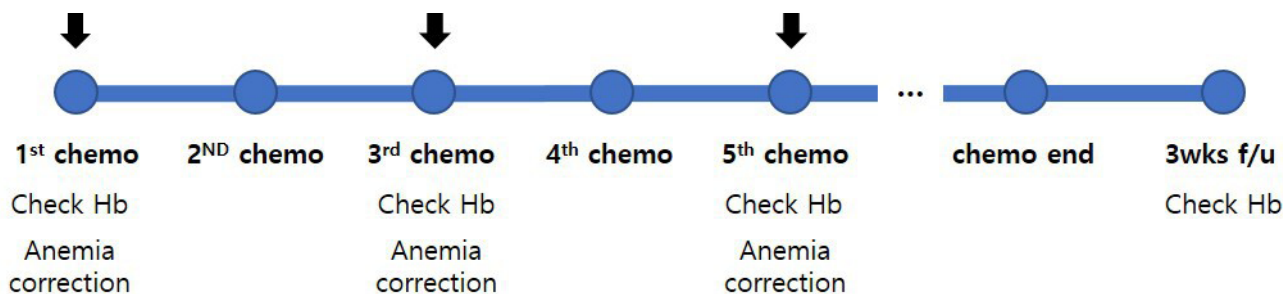 ...
1st chemo 2ND chemo 3rd chemo 4th chemo 5th chemo chemo end 3wks f/u
Check Hb Check Hb Check Hb Check Hb
Anemia Anemia Anemia
correction correction correction